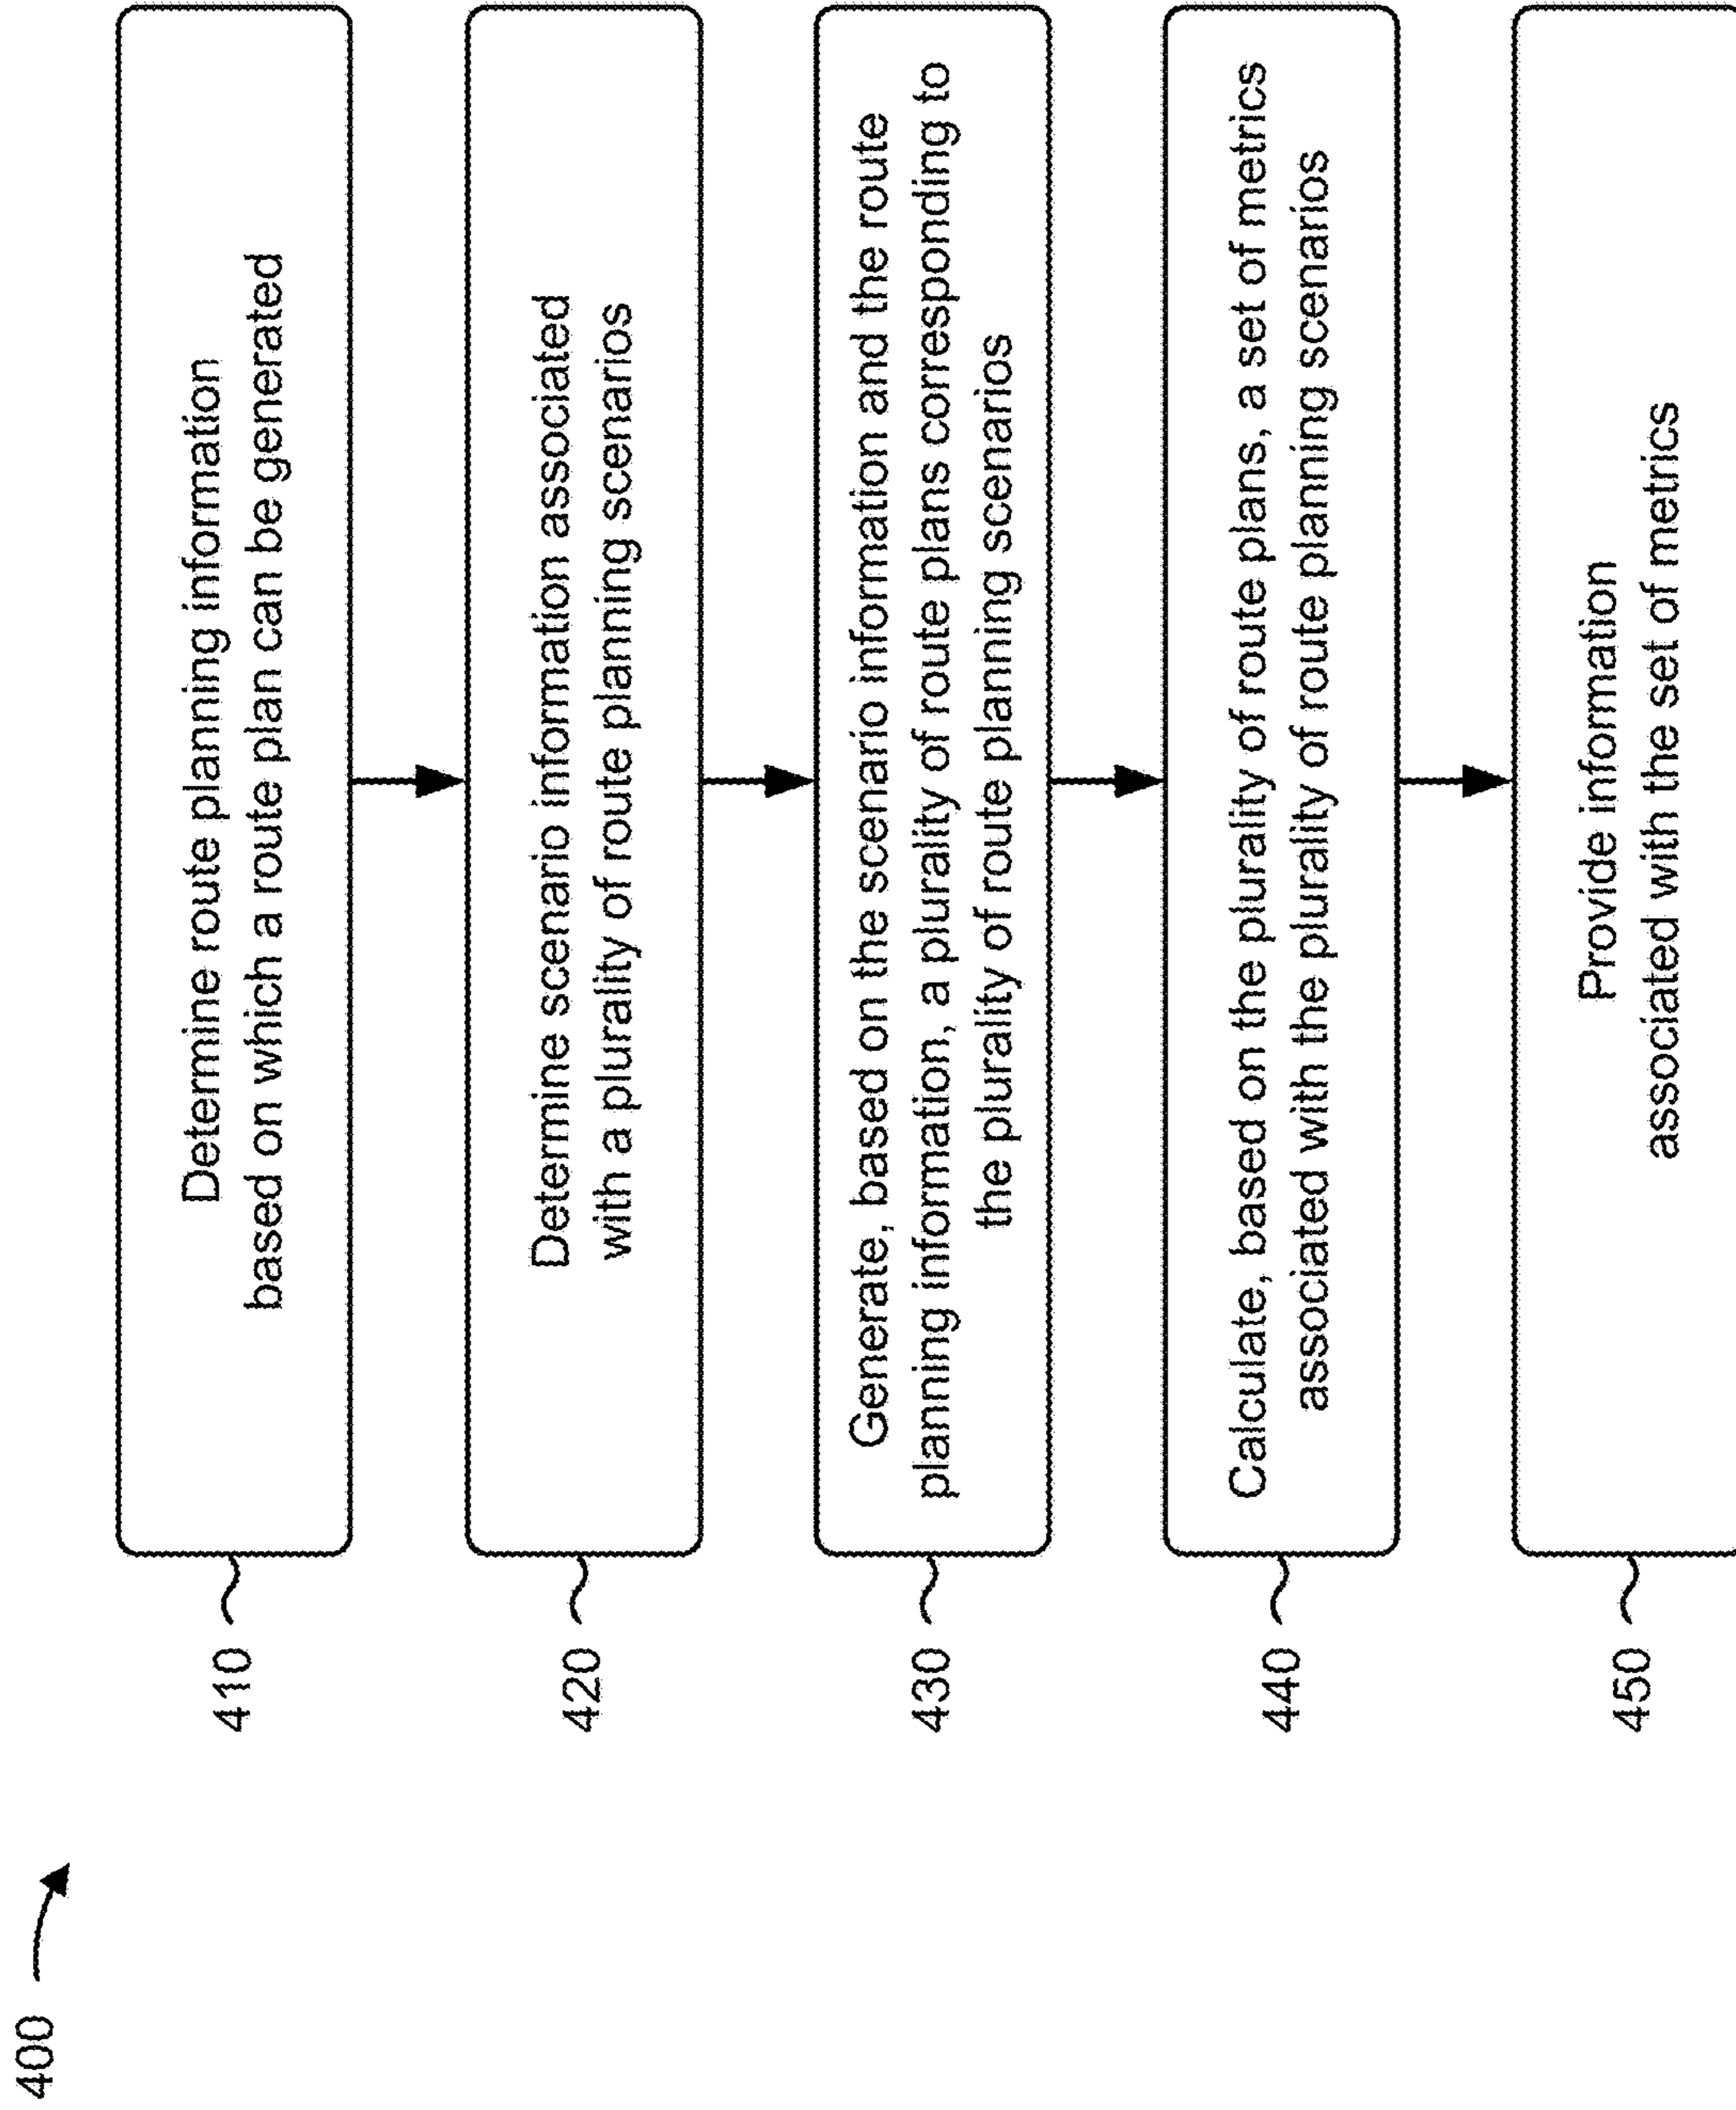 400
410
Determine route planning information
based on which a route plan can be generated
420
Determine scenario information associated
with a plurality of route planning scenarios
430
Generate, based on the scenario information and the route
planning information, a plurality of route plans corresponding to
the plurality of route planning scenarios
440
Calculate, based on the plurality of route plans, a set of metrics
associated with the plurality of route planning scenarios
450
Provide information
associated with the set of metrics